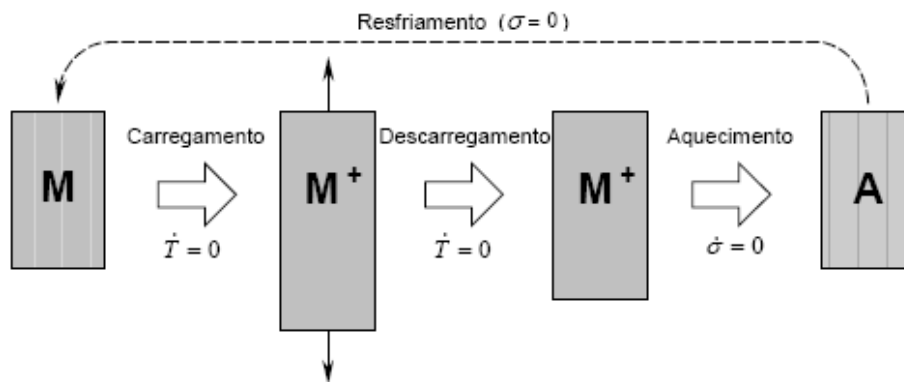 Resfriamento (σ = 0)
Carregamento
Descarregamento
Aquecimento
M
M⁺
M⁺
A
Ṫ = 0
Ṫ = 0
σ̇ = 0